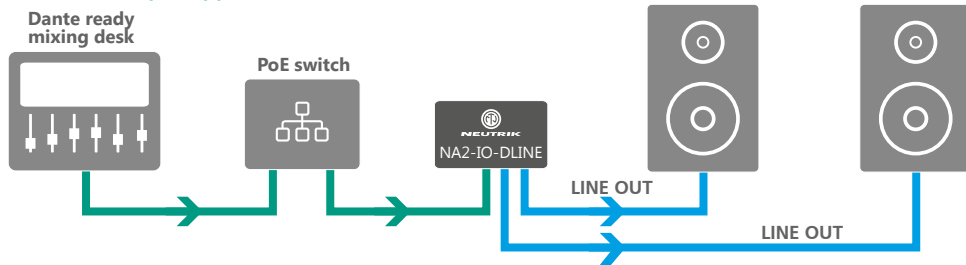 Dante ready
mixing desk
PoE switch
NEUTRIK
NA2-IO-DLINE
LINE OUT
LINE OUT